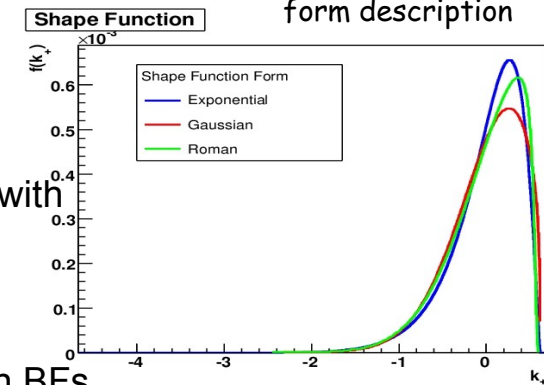 form description
Shape Function
×10⁻³
f(k₊)
Shape Function Form
Exponential
Gaussian
Roman
with
0.6
0.5
0.4
0.3
0.2
0.1
0
-4 -3 -2 -1 0
k₊
BFs